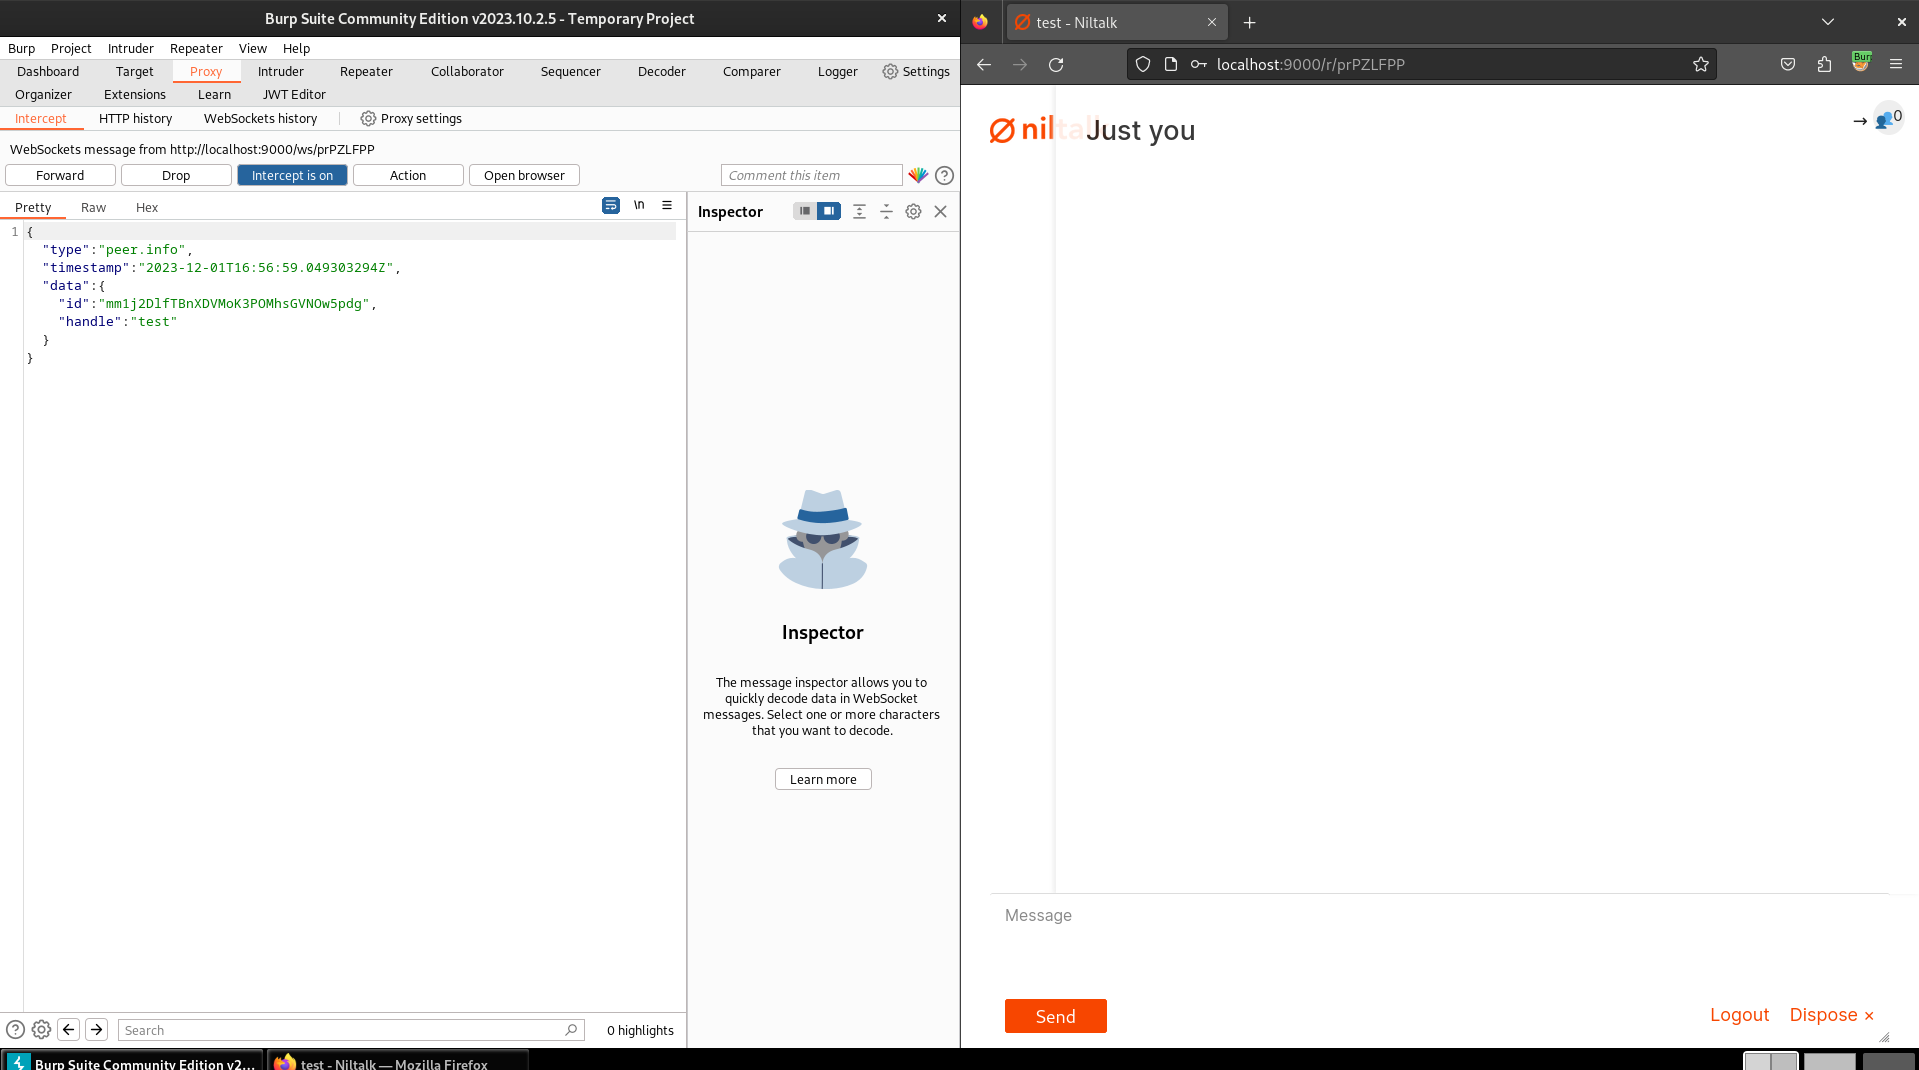 Burp Suite Community Edition v2023.10.2.5 - Temporary Project
Burp Project Intruder Repeater View Help
Dashboard Target Proxy Intruder Repeater Collaborator Sequencer Decoder Comparer Logger Settings
Organizer Extensions Learn JWT Editor
Intercept HTTP history WebSockets history Proxy settings
WebSockets message from http://localhost:9000/ws/prPZLFPP
Forward Drop Intercept is on Action Open browser Comment this item
Pretty Raw Hex \n
Inspector
1 {
"type":"peer.info",
"timestamp":"2023-12-01T16:56:59.049303294Z",
"data":{
"id":"mm1j2DlfTBnXDVMoK3POMhsGVNOw5pdg",
"handle":"test"
}
}
Inspector
The message inspector allows you to
quickly decode data in WebSocket
messages. Select one or more characters
that you want to decode.
Learn more
Search 0 highlights
test - Niltalk
localhost:9000/r/prPZLFPP
Burp
niltalk Just you
→ 0
Message
Send Logout Dispose ×
Burp Suite Community Edition v2... test - Niltalk — Mozilla Firefox